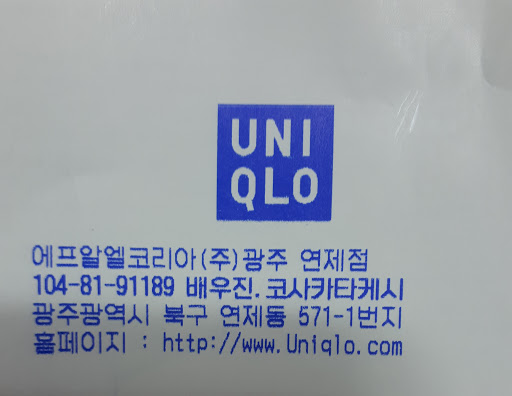 UNI
QLO
에프알엘코리아(주)광주 연제점
104-81-91189 배우진.코사카타케시
광주광역시 북구 연제동 571-1번지
홈페이지 : http://www.Uniqlo.com